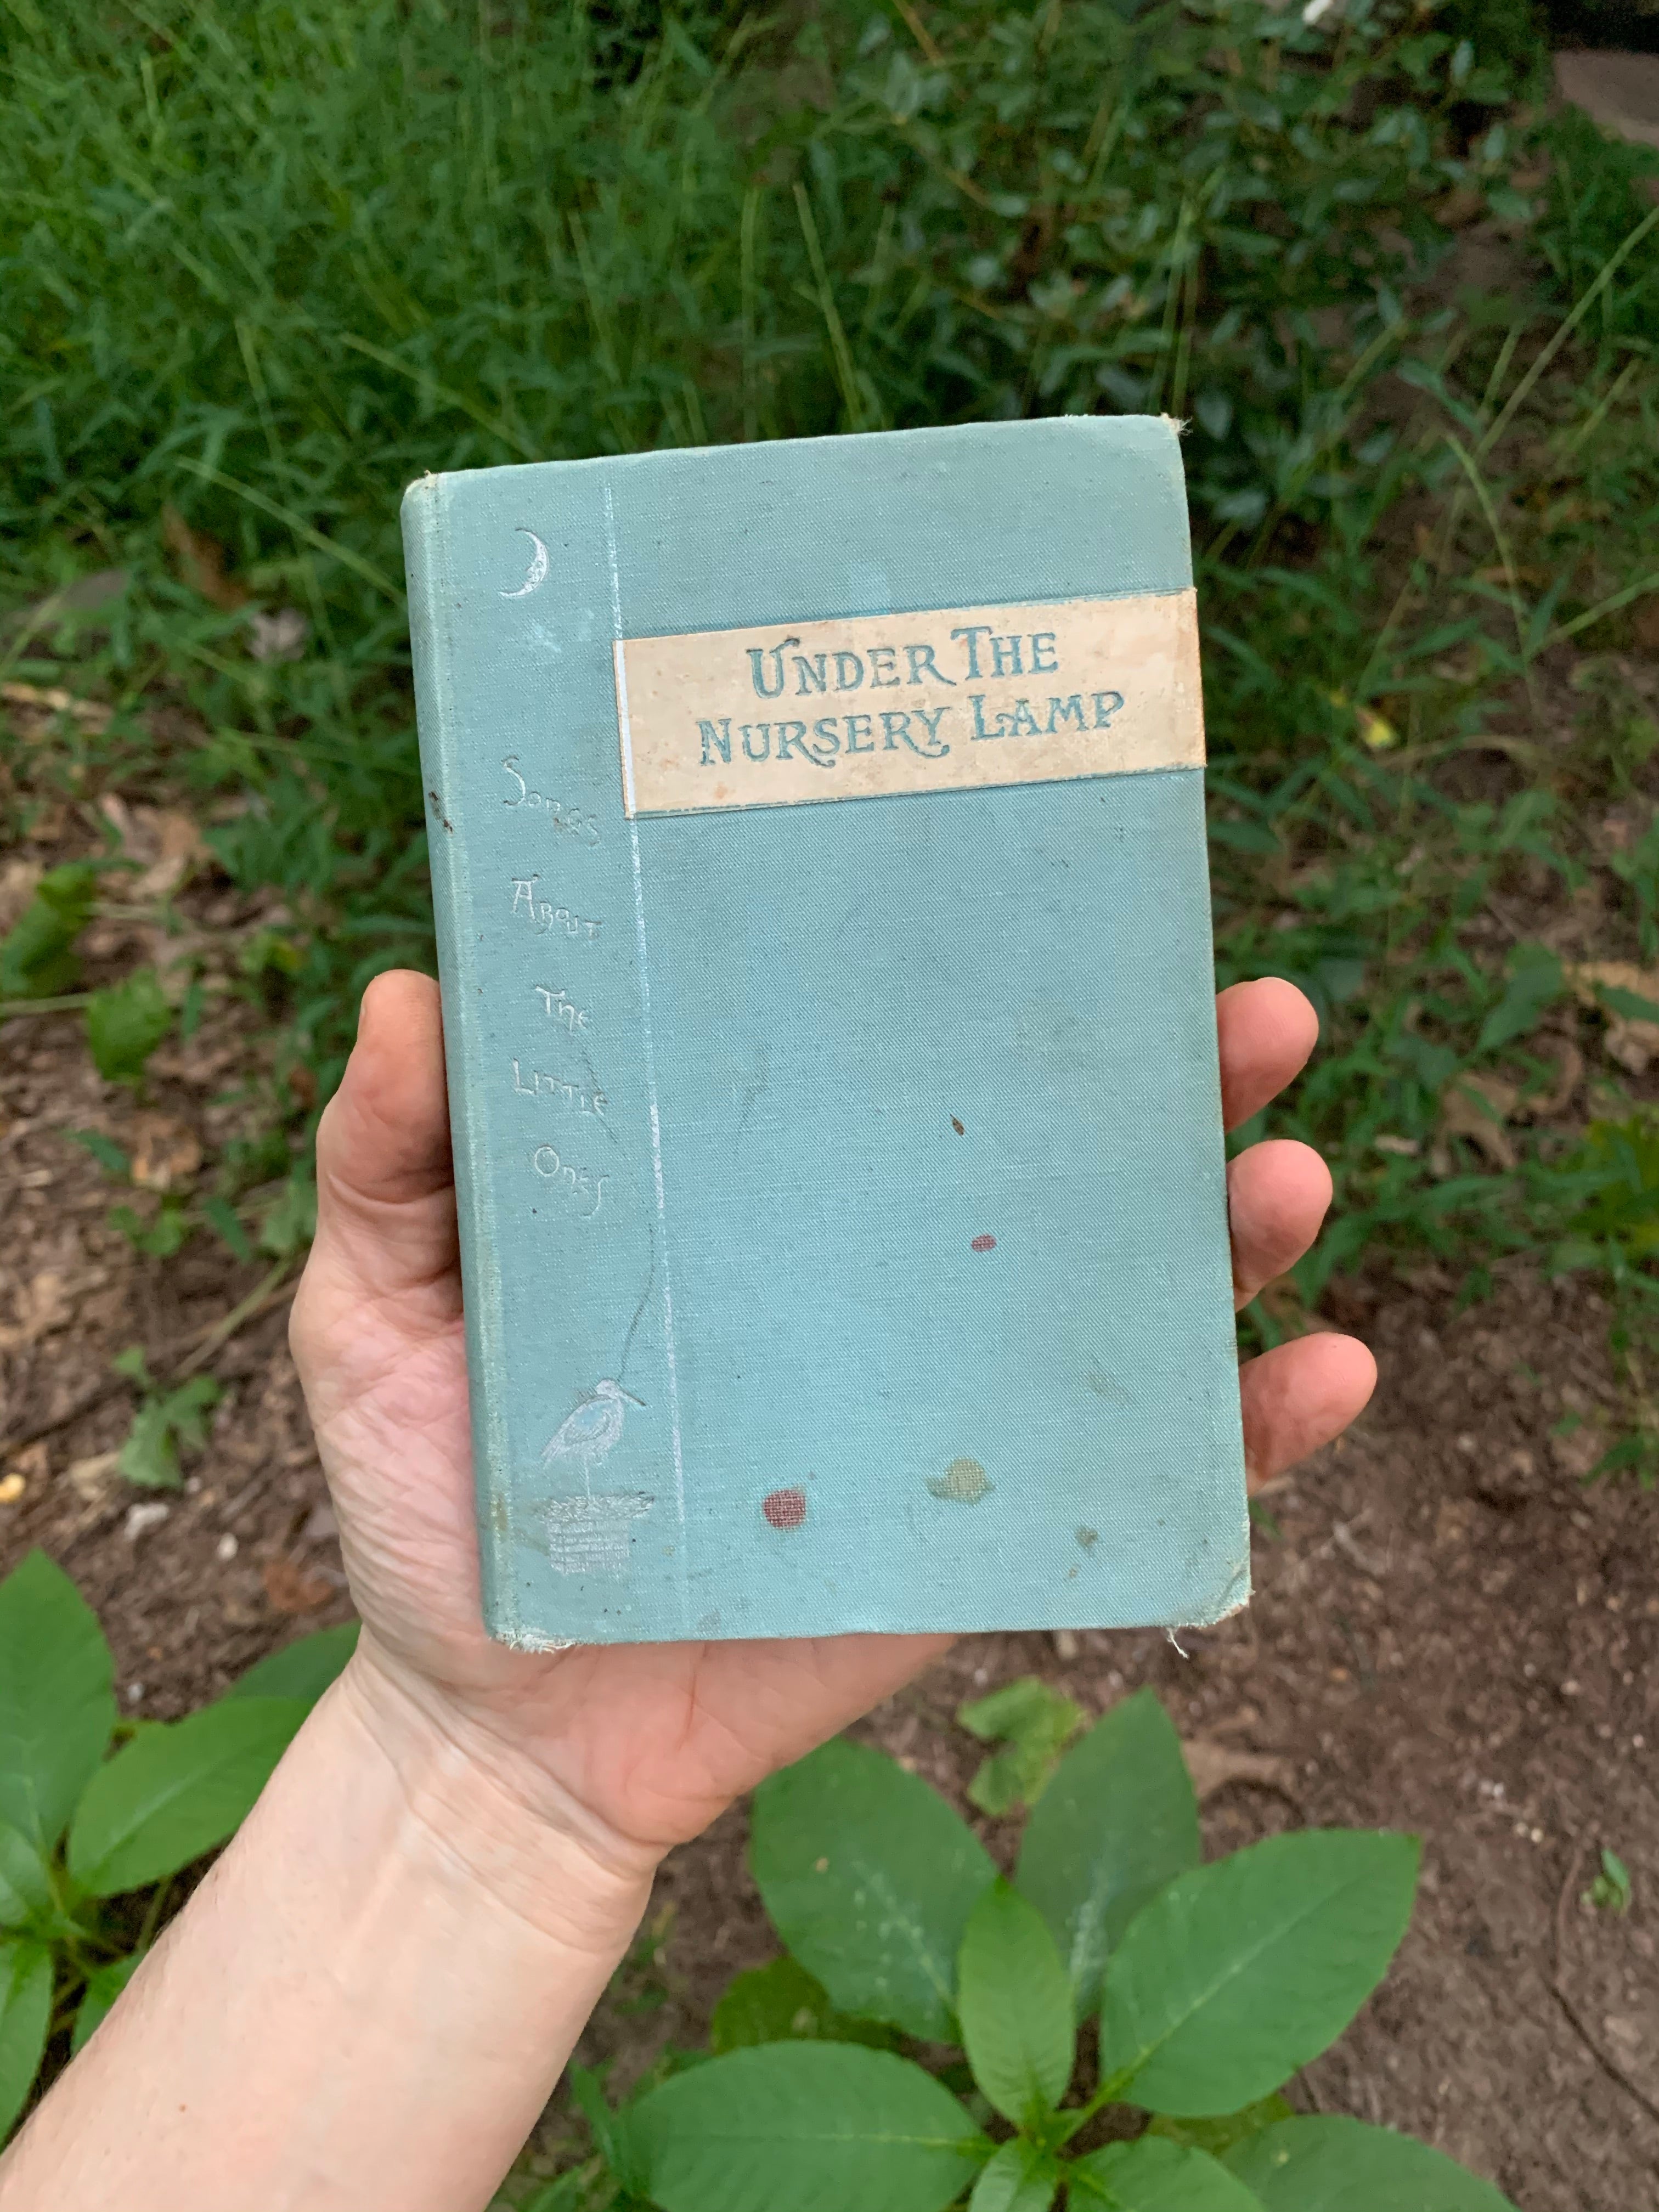 UNDER THE
NURSERY LAMP
Songs
About
The
Little
Ones